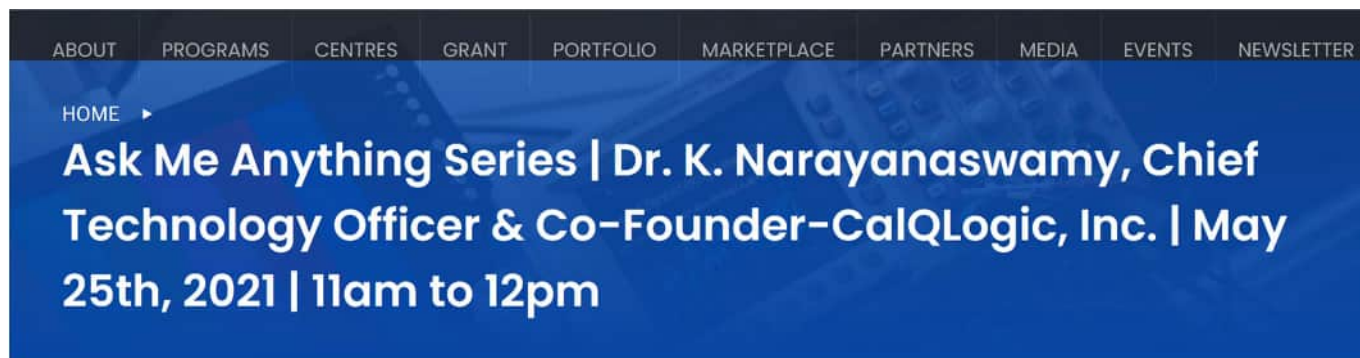 ABOUT PROGRAMS CENTRES GRANT PORTFOLIO MARKETPLACE PARTNERS MEDIA EVENTS NEWSLETTER
HOME ▸
Ask Me Anything Series | Dr. K. Narayanaswamy, Chief
Technology Officer & Co-Founder-CalQLogic, Inc. | May
25th, 2021 | 11am to 12pm